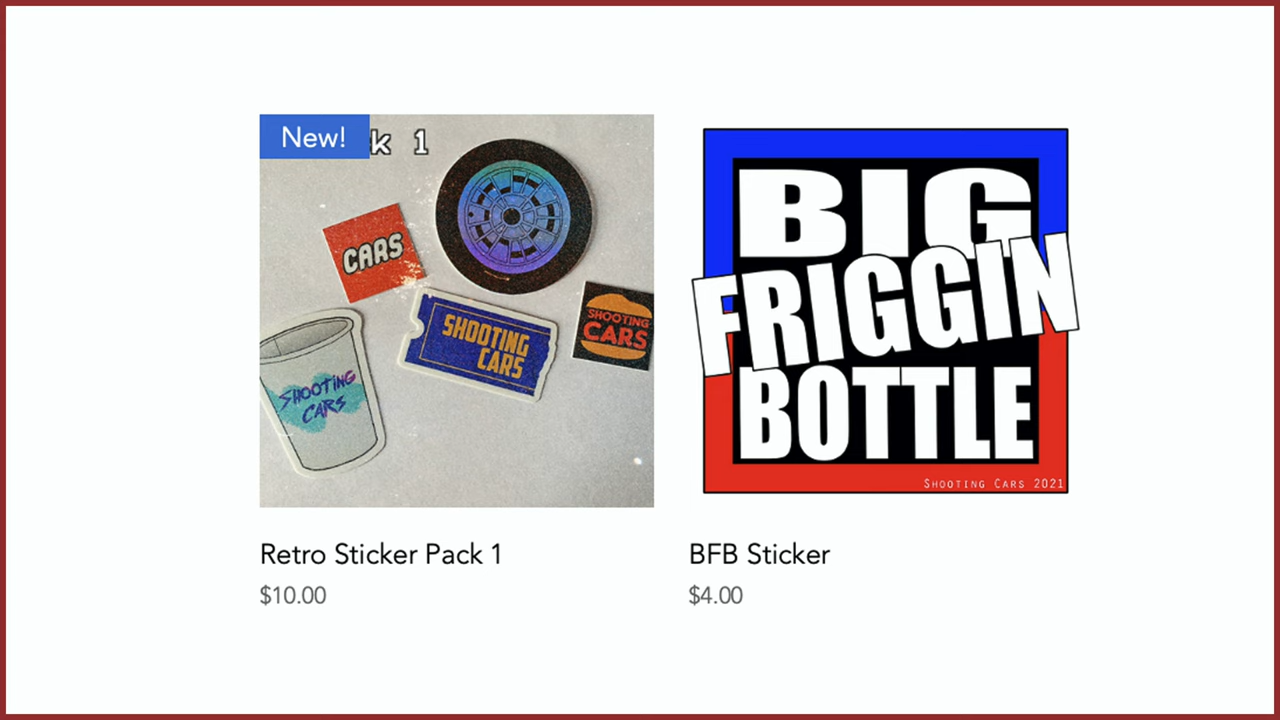 New!
k 1
CARS
SHOOTING
CARS
SHOOTING
CARS
SHOOTING
CARS
BIG
FRIGGIN
BOTTLE
SHOOTING CARS 2021
Retro Sticker Pack 1
$10.00
BFB Sticker
$4.00